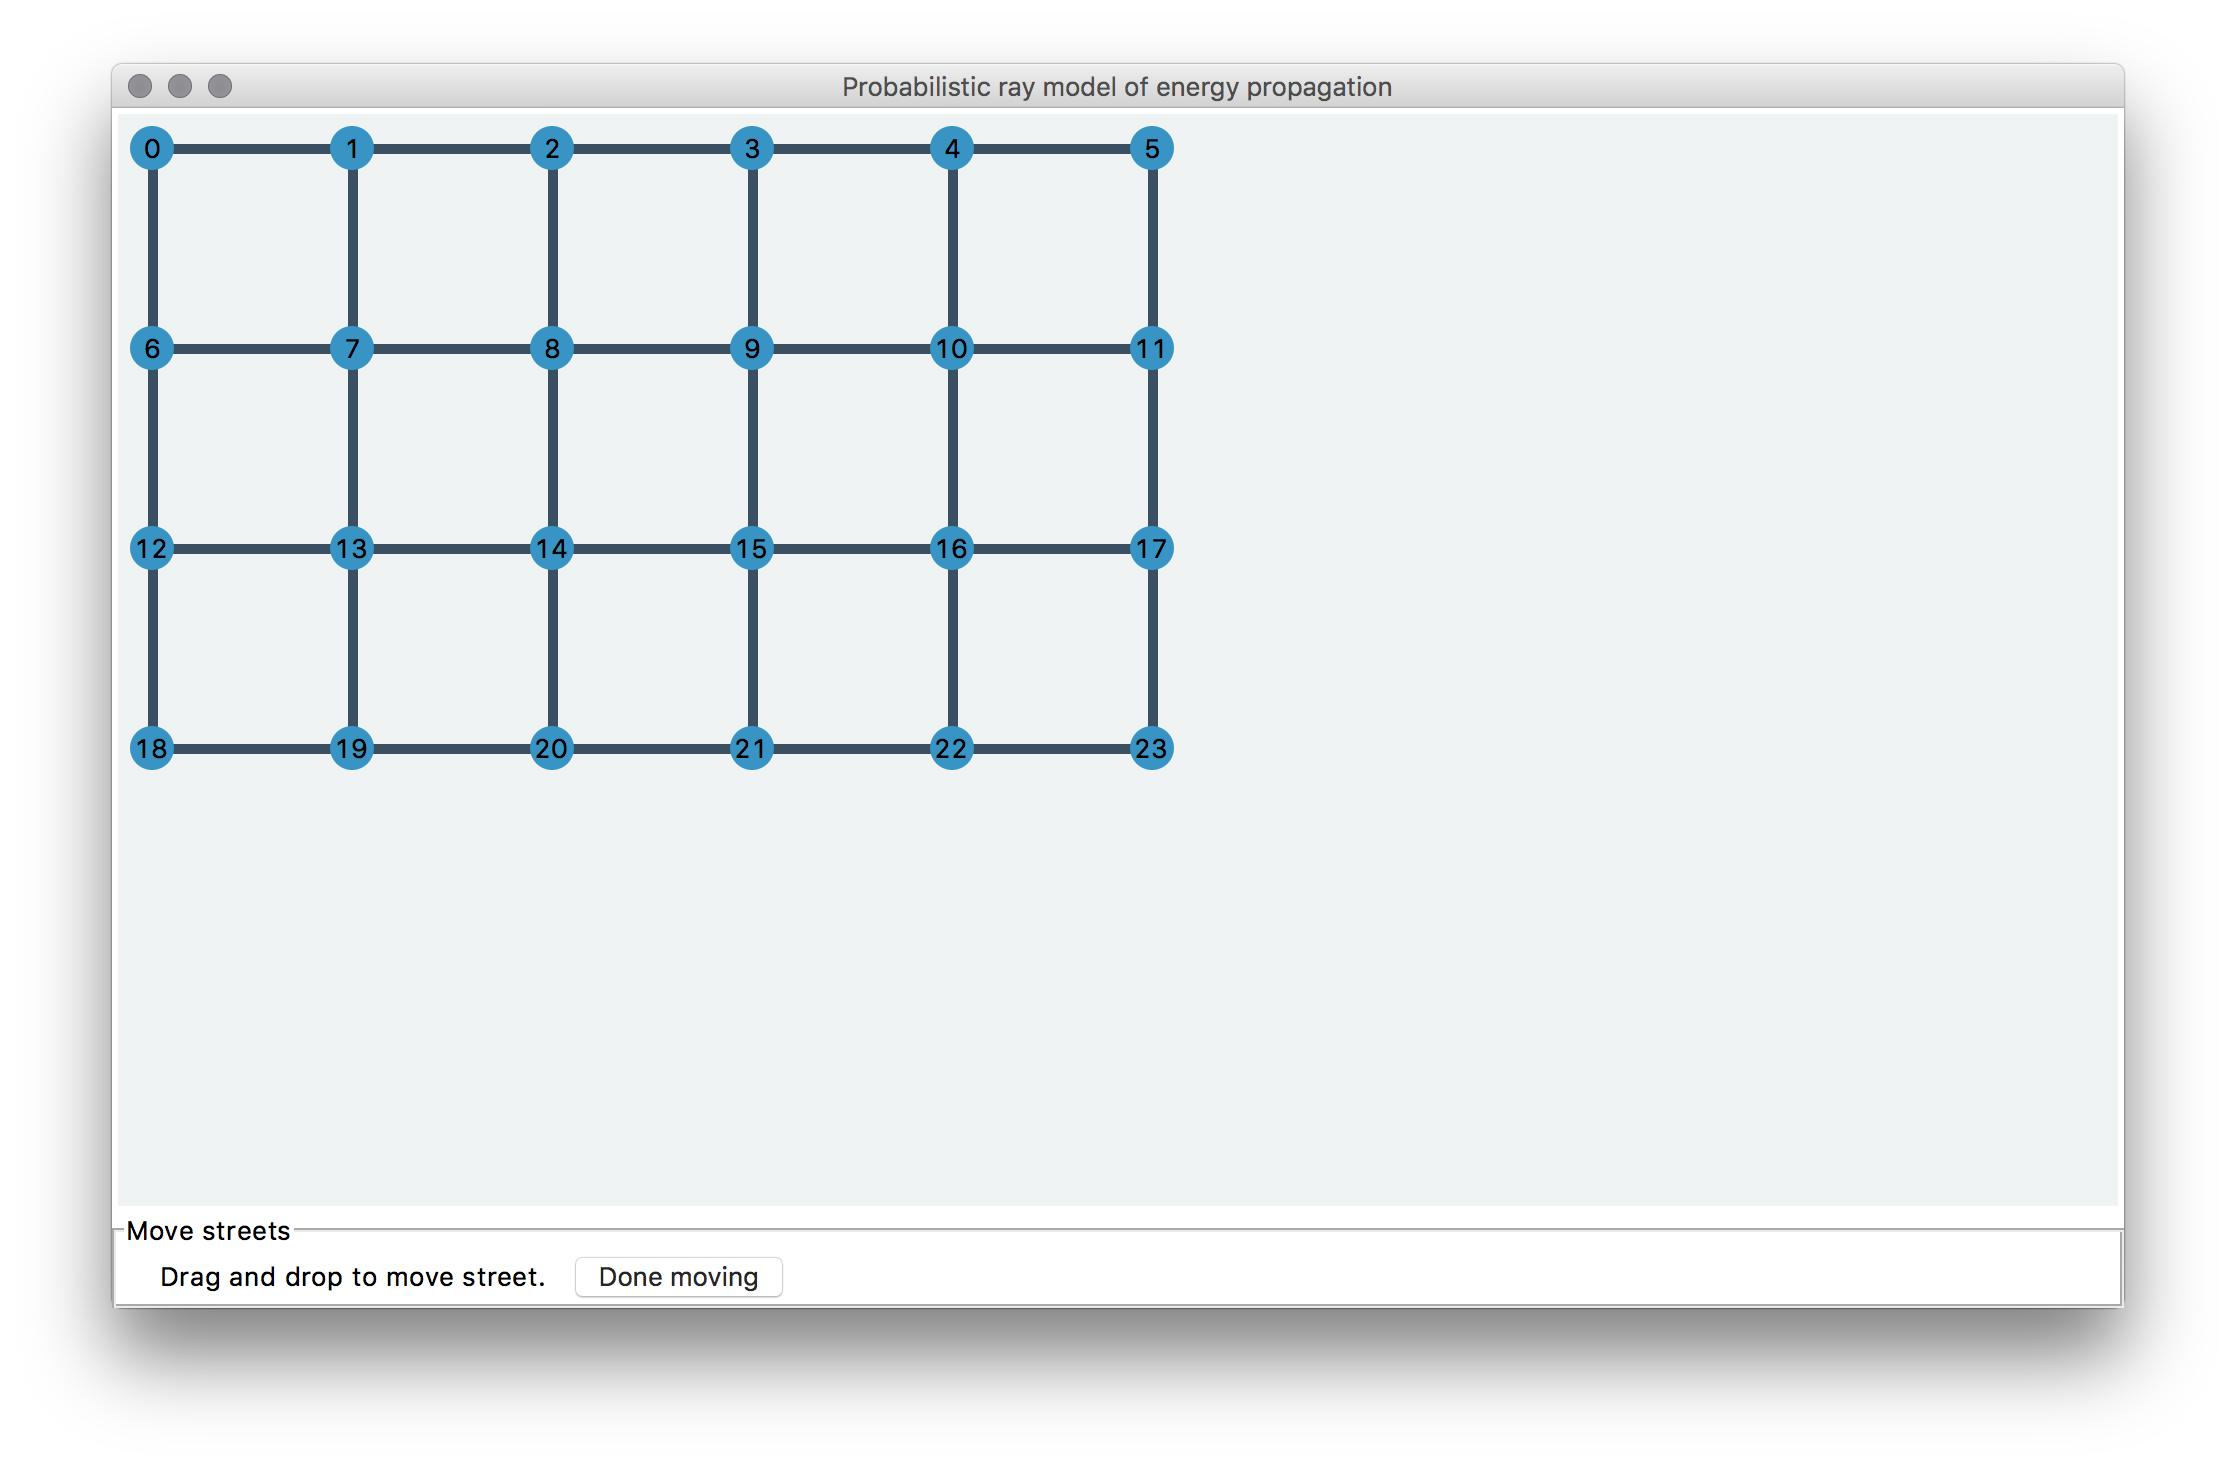 Probabilistic ray model of energy propagation
0 1 2 3 4 5
6 7 8 9 10 11
12 13 14 15 16 17
18 19 20 21 22 23
Move streets
Drag and drop to move street. Done moving